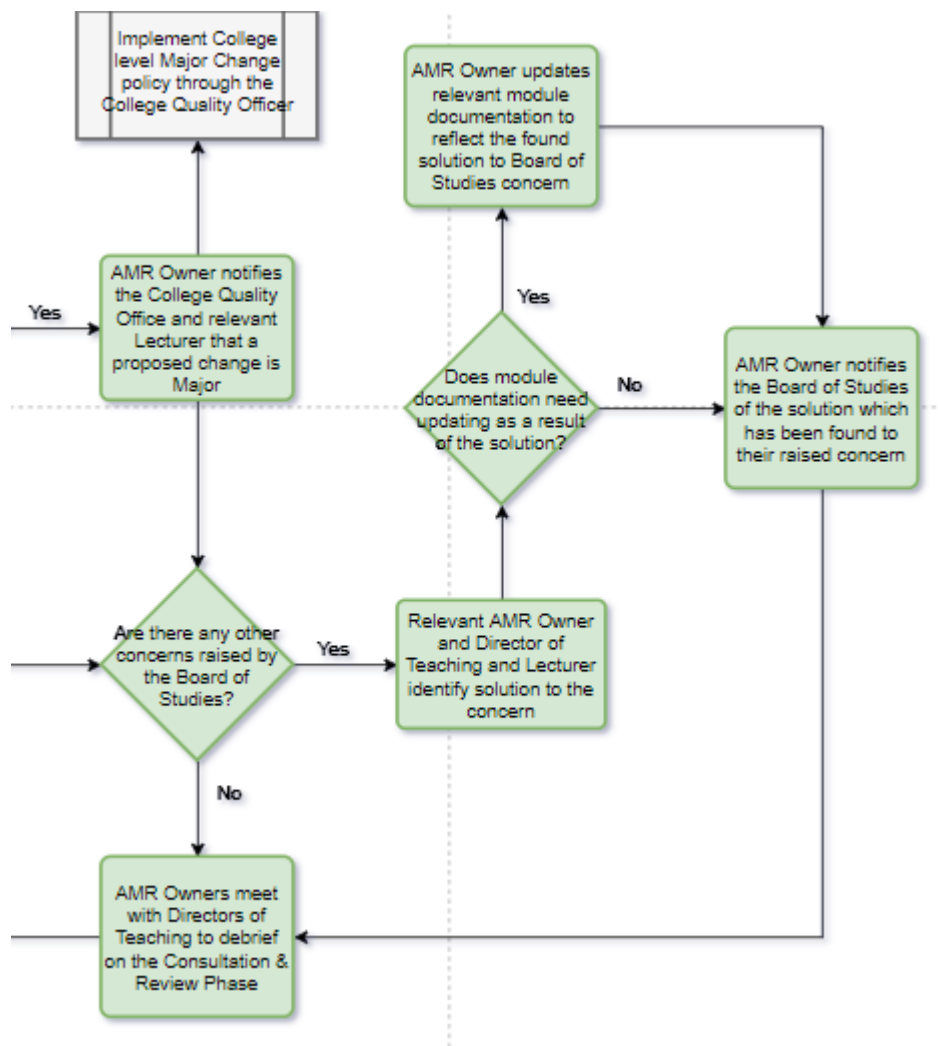 Implement College
level Major Change
policy through the
College Quality Officer
AMR Owner updates
relevant module
documentation to
reflect the found
solution to Board of
Studies concern
Yes
AMR Owner notifies
the College Quality
Office and relevant
Lecturer that a
proposed change is
Major
Yes
Does module
documentation need
updating as a result
of the solution?
No
AMR Owner notifies
the Board of Studies
of the solution which
has been found to
their raised concern
Are there any other
concerns raised by
the Board of
Studies?
Yes
Relevant AMR Owner
and Director of
Teaching and Lecturer
identify solution to the
concern
No
AMR Owners meet
with Directors of
Teaching to debrief
on the Consultation &
Review Phase